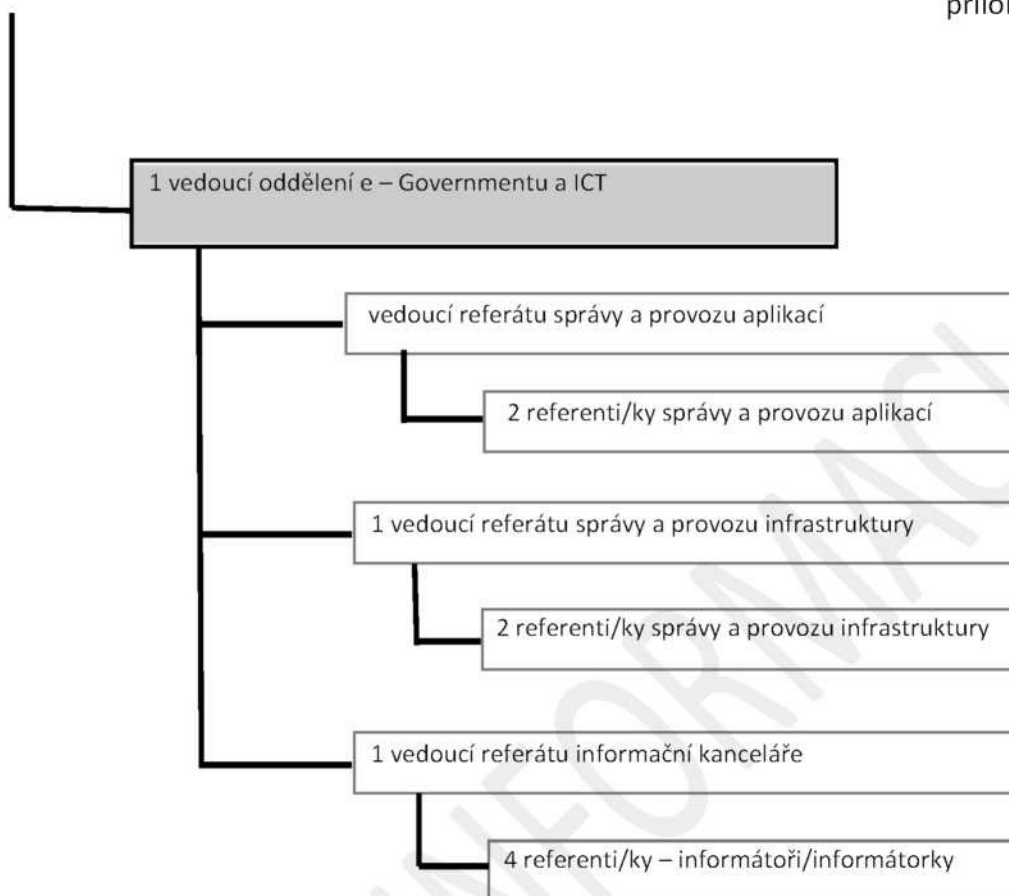 1 vedoucí oddělení e – Governmentu a ICT
vedoucí referátu správy a provozu aplikací
2 referenti/ky správy a provozu aplikací
1 vedoucí referátu správy a provozu infrastruktury
2 referenti/ky správy a provozu infrastruktury
1 vedoucí referátu informační kanceláře
4 referenti/ky – informátoři/informátorky
INFORMACI